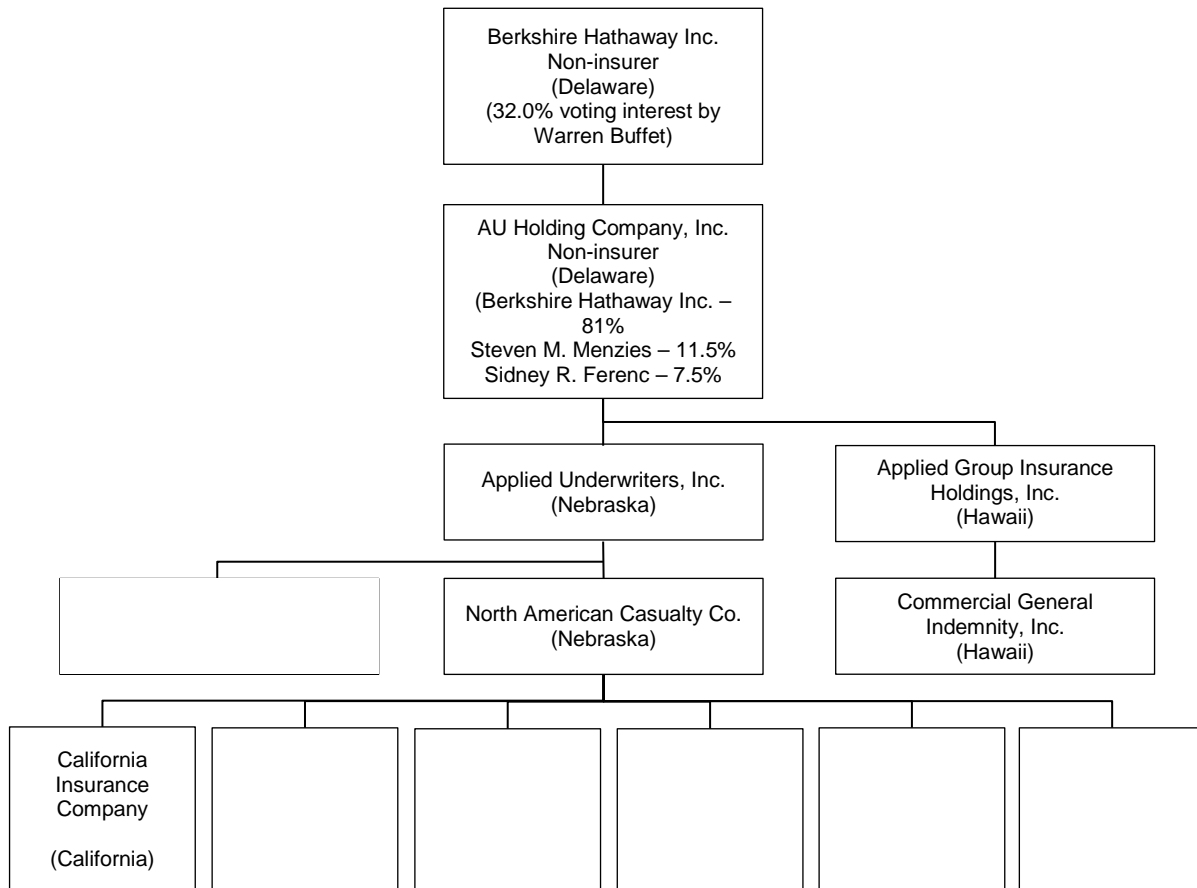 Berkshire Hathaway Inc.
Non-insurer
(Delaware)
(32.0% voting interest by
Warren Buffet)
AU Holding Company, Inc.
Non-insurer
(Delaware)
(Berkshire Hathaway Inc. –
81%
Steven M. Menzies – 11.5%
Sidney R. Ferenc – 7.5%
Applied Underwriters, Inc.
(Nebraska)
Applied Group Insurance
Holdings, Inc.
(Hawaii)
North American Casualty Co.
(Nebraska)
Commercial General
Indemnity, Inc.
(Hawaii)
California
Insurance
Company
(California)